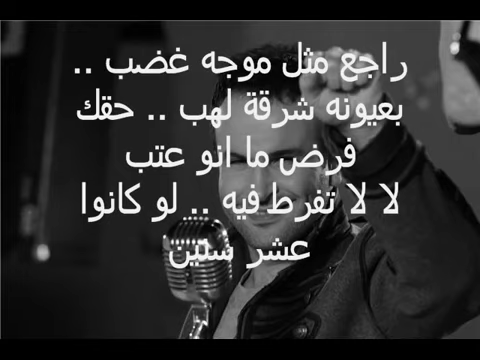 راجع مثل موجه غضب ..
بعيونه شرقة لهب .. حقك
فرض ما انو عتب
لا لا تفرط فيه .. لو كانوا
عشر سنين